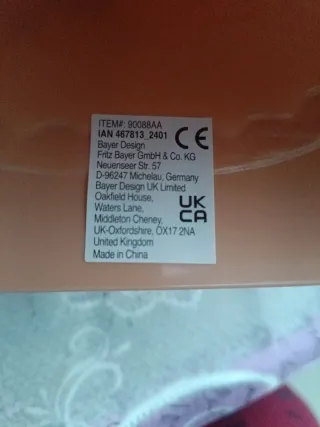 ITEM#: 90088AA
IAN 467813_2401
Bayer Design
Fritz Bayer GmbH & Co. KG
Neuenseer Str. 57
D-96247 Michelau, Germany
Bayer Design UK Limited
Oakfield House,
Waters Lane,
Middleton Cheney,
UK-Oxfordshire, OX17 2NA
United Kingdom
Made in China
CE
UK
CA